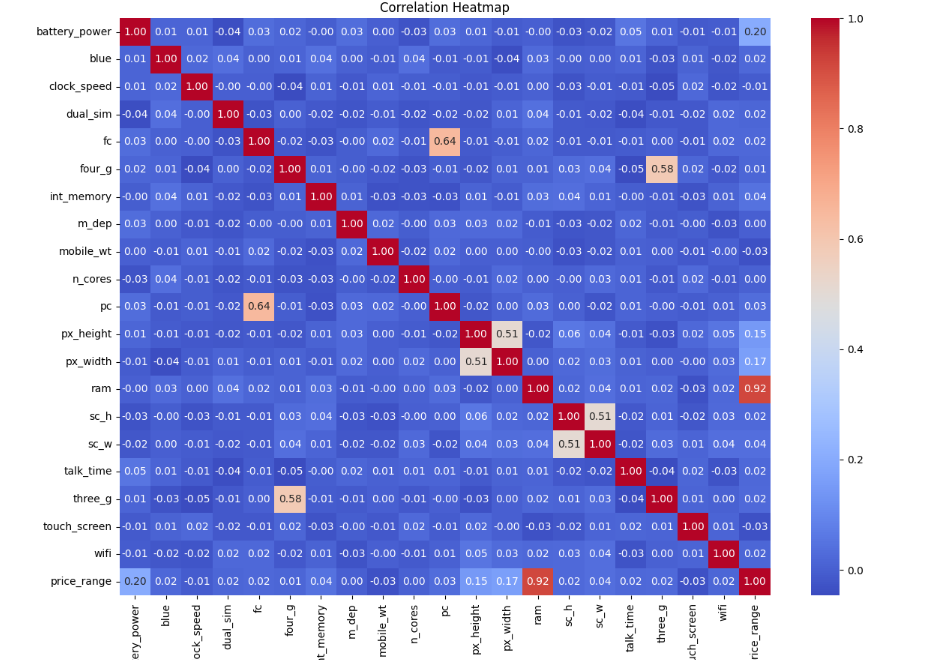 Correlation Heatmap
battery_power 1.00 0.01 0.01 -0.04 0.03 0.02 -0.00 0.03 0.00 -0.03 0.03 0.01 -0.01 -0.00 -0.03 -0.02 0.05 0.01 -0.01 -0.01 0.20
blue 0.01 1.00 0.02 0.04 0.00 0.01 0.04 0.00 -0.01 0.04 -0.01 -0.01 -0.04 0.03 -0.00 0.00 0.01 -0.03 0.01 -0.02 0.02
clock_speed 0.01 0.02 1.00 -0.00 -0.00 -0.04 0.01 -0.01 0.01 -0.01 -0.01 -0.01 -0.01 0.00 -0.03 -0.01 -0.01 -0.05 0.02 -0.02 -0.01
dual_sim -0.04 0.04 -0.00 1.00 -0.03 0.00 -0.02 -0.02 -0.01 -0.02 -0.02 -0.02 0.01 0.04 -0.01 -0.02 -0.04 -0.01 -0.02 0.02 0.02
fc 0.03 0.00 -0.00 -0.03 1.00 -0.02 -0.03 -0.00 0.02 -0.01 0.64 -0.01 -0.01 0.02 -0.01 -0.01 -0.01 0.00 -0.01 0.02 0.02
four_g 0.02 0.01 -0.04 0.00 -0.02 1.00 0.01 -0.00 -0.02 -0.03 -0.01 -0.02 0.01 0.01 0.03 0.04 -0.05 0.58 0.02 -0.02 0.01
int_memory -0.00 0.04 0.01 -0.02 -0.03 0.01 1.00 0.01 -0.03 -0.03 -0.03 0.01 -0.01 0.03 0.04 0.01 -0.00 -0.01 -0.03 0.01 0.04
m_dep 0.03 0.00 -0.01 -0.02 -0.00 -0.00 0.01 1.00 0.02 -0.00 0.03 0.03 0.02 -0.01 -0.03 -0.02 0.02 -0.01 -0.00 -0.03 0.00
mobile_wt 0.00 -0.01 0.01 -0.01 0.02 -0.02 -0.03 0.02 1.00 -0.02 0.02 0.00 0.00 -0.00 -0.03 -0.02 0.01 0.00 -0.01 -0.00 -0.03
n_cores -0.03 0.04 -0.01 -0.02 -0.01 -0.03 -0.03 -0.00 -0.02 1.00 -0.00 -0.01 0.02 0.00 -0.00 0.03 0.01 -0.01 0.02 -0.01 0.00
pc 0.03 -0.01 -0.01 -0.02 0.64 -0.01 -0.03 0.03 0.02 -0.00 1.00 -0.02 0.00 0.03 0.00 -0.02 0.01 -0.00 -0.01 0.01 0.03
px_height 0.01 -0.01 -0.01 -0.02 -0.01 -0.02 0.01 0.03 0.00 -0.01 -0.02 1.00 0.51 -0.02 0.06 0.04 -0.01 -0.03 0.02 0.05 0.15
px_width -0.01 -0.04 -0.01 0.01 -0.01 0.01 -0.01 0.02 0.00 0.02 0.00 0.51 1.00 0.00 0.02 0.03 0.01 0.00 -0.00 0.03 0.17
ram -0.00 0.03 0.00 0.04 0.02 0.01 0.03 -0.01 -0.00 0.00 0.03 -0.02 0.00 1.00 0.02 0.04 0.01 0.02 -0.03 0.02 0.92
sc_h -0.03 -0.00 -0.03 -0.01 -0.01 0.03 0.04 -0.03 -0.03 -0.00 0.00 0.06 0.02 0.02 1.00 0.51 -0.02 0.01 -0.02 0.03 0.02
sc_w -0.02 0.00 -0.01 -0.02 -0.01 0.04 0.01 -0.02 -0.02 0.03 -0.02 0.04 0.03 0.04 0.51 1.00 -0.02 0.03 0.01 0.04 0.04
talk_time 0.05 0.01 -0.01 -0.04 -0.01 -0.05 -0.00 0.02 0.01 0.01 0.01 -0.01 0.01 0.01 -0.02 -0.02 1.00 -0.04 0.02 -0.03 0.02
three_g 0.01 -0.03 -0.05 -0.01 0.00 0.58 -0.01 -0.01 0.00 -0.01 -0.00 -0.03 0.00 0.02 0.01 0.03 -0.04 1.00 0.01 0.00 0.02
touch_screen -0.01 0.01 0.02 -0.02 -0.01 0.02 -0.03 -0.00 -0.01 0.02 -0.01 0.02 -0.00 -0.03 -0.02 0.01 0.02 0.01 1.00 0.01 -0.03
wifi -0.01 -0.02 -0.02 0.02 0.02 -0.02 0.01 -0.03 -0.00 -0.01 0.01 0.05 0.03 0.02 0.03 0.04 -0.03 0.00 0.01 1.00 0.02
price_range 0.20 0.02 -0.01 0.02 0.02 0.01 0.04 0.00 -0.03 0.00 0.03 0.15 0.17 0.92 0.02 0.04 0.02 0.02 -0.03 0.02 1.00
ery_power blue ock_speed dual_sim fc four_g nt_memory m_dep mobile_wt n_cores pc px_height px_width ram sc_h sc_w talk_time three_g uch_screen wifi rice_range
1.0
0.8
0.6
0.4
0.2
0.0